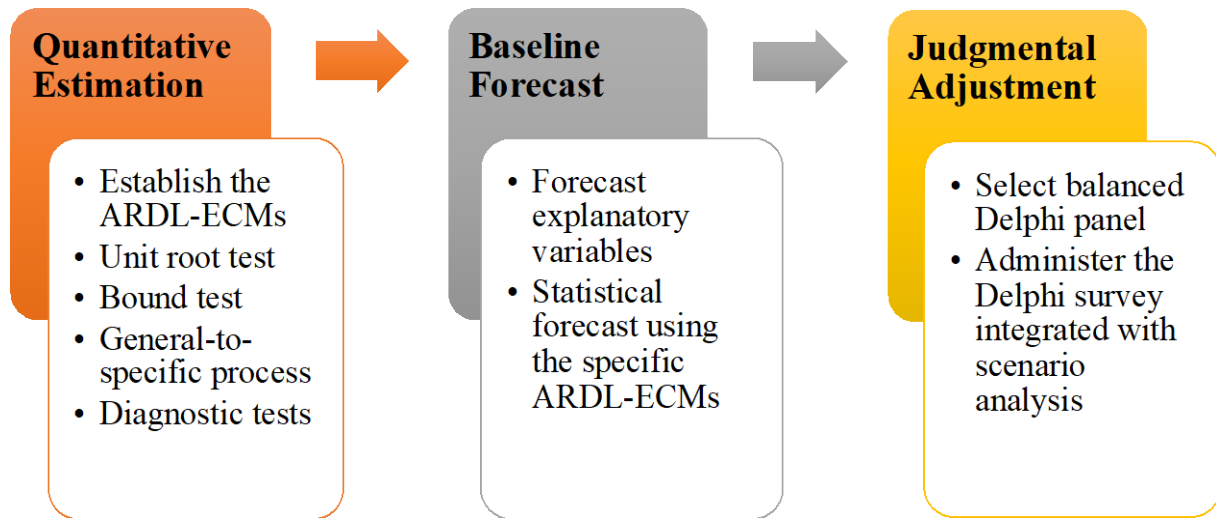 Quantitative
Estimation
• Establish the
ARDL-ECMs
• Unit root test
• Bound test
• General-to-
specific process
• Diagnostic tests
Baseline
Forecast
• Forecast
explanatory
variables
• Statistical
forecast using
the specific
ARDL-ECMs
Judgmental
Adjustment
• Select balanced
Delphi panel
• Administer the
Delphi survey
integrated with
scenario
analysis